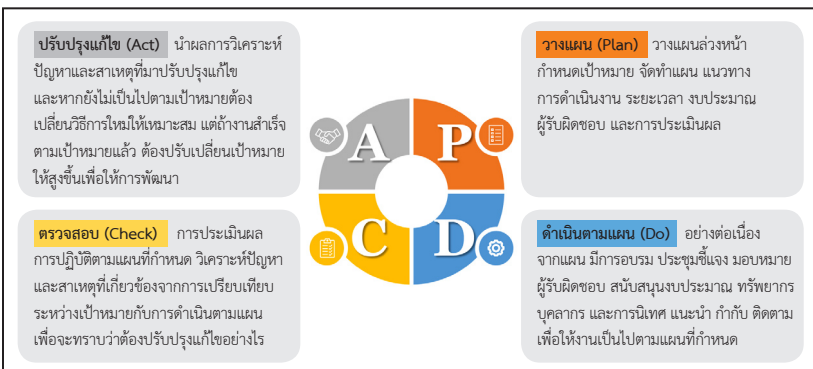 ปรับปรุงแก้ไข (Act) นำผลการวิเคราะห์
ปัญหาและสาเหตุที่มาปรับปรุงแก้ไข
และหากยังไม่เป็นไปตามเป้าหมายต้อง
เปลี่ยนวิธีการใหม่ให้เหมาะสม แต่ถ้างานสำเร็จ
ตามเป้าหมายแล้ว ต้องปรับเปลี่ยนเป้าหมาย
ให้สูงขึ้นเพื่อให้การพัฒนา
วางแผน (Plan) วางแผนล่วงหน้า
กำหนดเป้าหมาย จัดทำแผน แนวทาง
การดำเนินงาน ระยะเวลา งบประมาณ
ผู้รับผิดชอบ และการประเมินผล
A P
C D
ตรวจสอบ (Check) การประเมินผล
การปฏิบัติตามแผนที่กำหนด วิเคราะห์ปัญหา
และสาเหตุที่เกี่ยวข้องจากการเปรียบเทียบ
ระหว่างเป้าหมายกับการดำเนินตามแผน
เพื่อจะทราบว่าต้องปรับปรุงแก้ไขอย่างไร
ดำเนินตามแผน (Do) อย่างต่อเนื่อง
จากแผน มีการอบรม ประชุมชี้แจง มอบหมาย
ผู้รับผิดชอบ สนับสนุนงบประมาณ ทรัพยากร
บุคลากร และการนิเทศ แนะนำ กำกับ ติดตาม
เพื่อให้งานเป็นไปตามแผนที่กำหนด